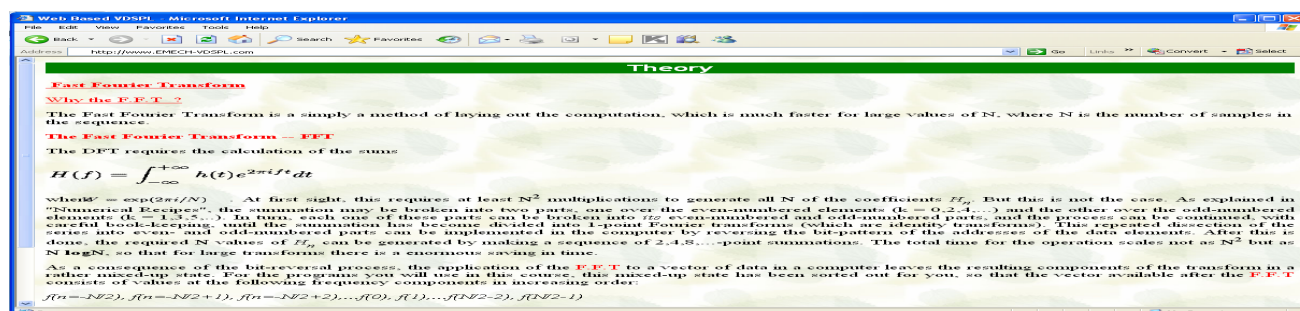 Web Based VDSPL - Microsoft Internet Explorer
File Edit View Favorites Tools Help
Back Search Favorites
Address http://www.EMECH-VDSPL.com Go Links » Convert Select
Theory
Fast Fourier Transform
Why the F.F.T ?
The Fast Fourier Transform is a simply a method of laying out the computation, which is much faster for large values of N, where N is the number of samples in
the sequence.
The Fast Fourier Transform -- FFT
The DFT requires the calculation of the sums
H(f) = ∫_{-∞}^{+∞} h(t)e^{2πift}dt
where W = exp(2πi/N) . At first sight, this requires at least N² multiplications to generate all N of the coefficients Hₙ. But this is not the case. As explained in
"Numerical Recipes", the summation may be broken into two parts, one over the even-numbered elements (k = 0,2,4,...) and the other over the odd-numbered
elements (k = 1,3,5,..). In turn, each one of these parts can be broken into its even-numbered and odd-numbered parts, and the process can be continued, with
careful book-keeping, until the summation has become divided into 1-point Fourier transforms (which are identity transforms). This repeated dissection of the
series into even- and odd-numbered parts can be implemented in the computer by reversing the bit-pattern of the addresses of the data elements. After this is
done, the required N values of Hₙ can be generated by making a sequence of 2,4,8,...-point summations. The total time for the operation scales not as N² but as
N logN, so that for large transforms there is a enormous saving in time.
As a consequence of the bit-reversal process, the application of the F.F.T to a vector of data in a computer leaves the resulting components of the transform in a
rather mixed-up state. For the programs you will use in this course, this mixed-up state has been sorted out for you, so that the vector available after the F.F.T
consists of values at the following frequency components in increasing order:
f(n=-N/2), f(n=-N/2+1), f(n=-N/2+2)...f(0), f(1)...f(N/2-2), f(N/2-1)